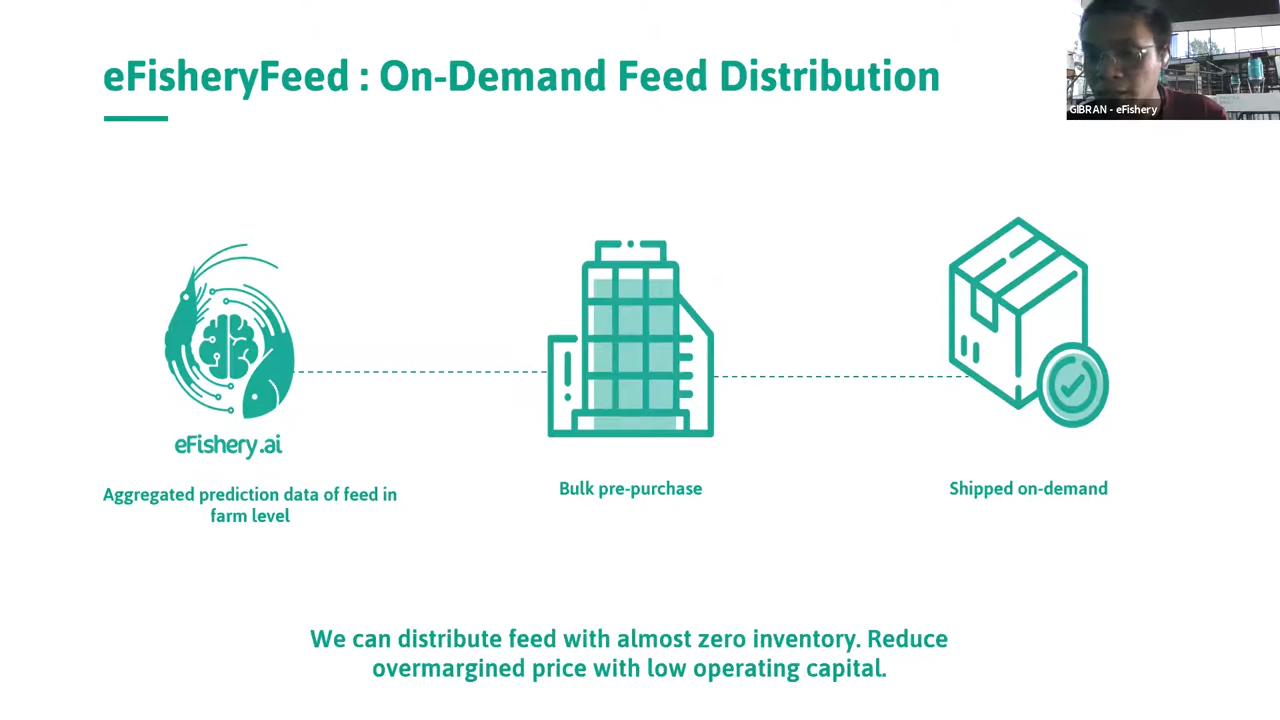 eFisheryFeed : On-Demand Feed Distribution
GIBRAN - eFishery
eFishery.ai
Aggregated prediction data of feed in
farm level
Bulk pre-purchase
Shipped on-demand
We can distribute feed with almost zero inventory. Reduce
overmargined price with low operating capital.